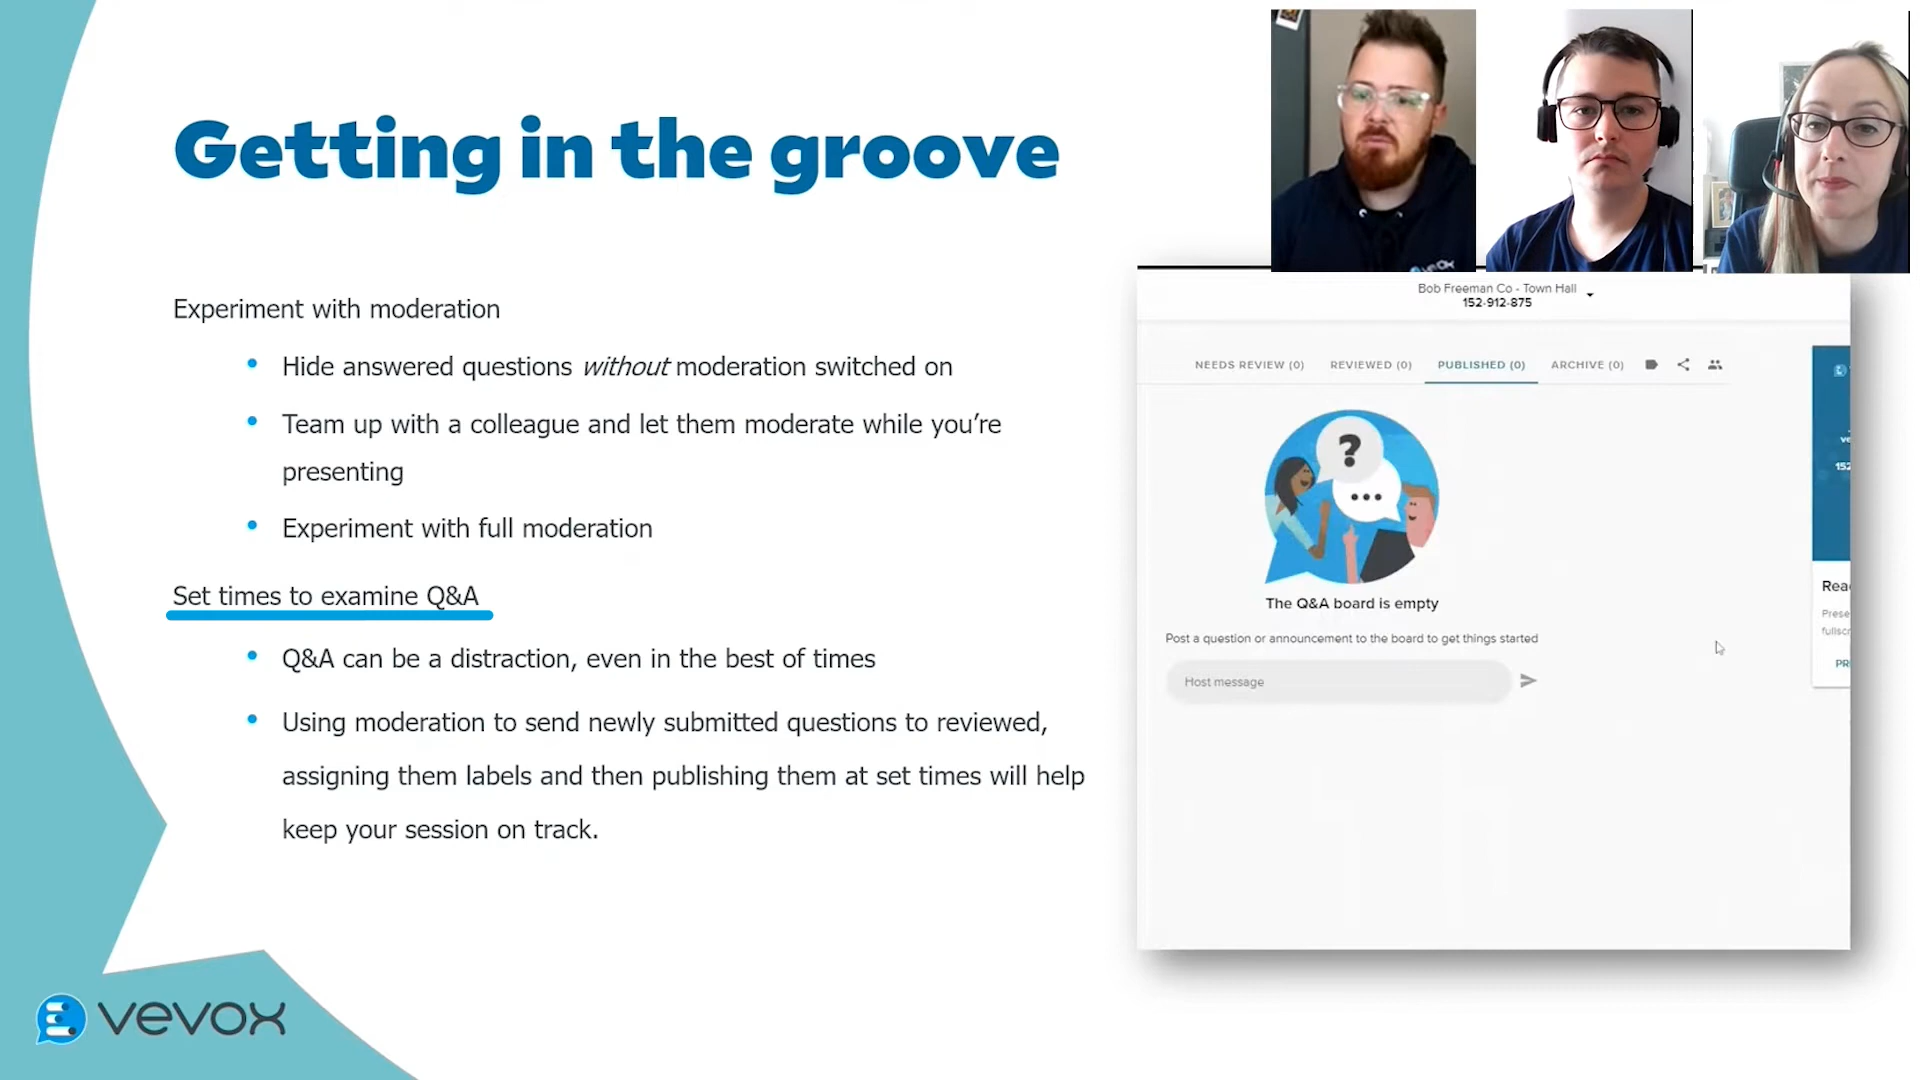 Getting in the groove
Experiment with moderation
• Hide answered questions without moderation switched on
• Team up with a colleague and let them moderate while you're
presenting
• Experiment with full moderation
Set times to examine Q&A
• Q&A can be a distraction, even in the best of times
• Using moderation to send newly submitted questions to reviewed,
assigning them labels and then publishing them at set times will help
keep your session on track.
vevox
vevox
Bob Freeman Co - Town Hall
152-912-875
NEEDS REVIEW (0) REVIEWED (0) PUBLISHED (0) ARCHIVE (0)
?
...
The Q&A board is empty
Post a question or announcement to the board to get things started
Host message